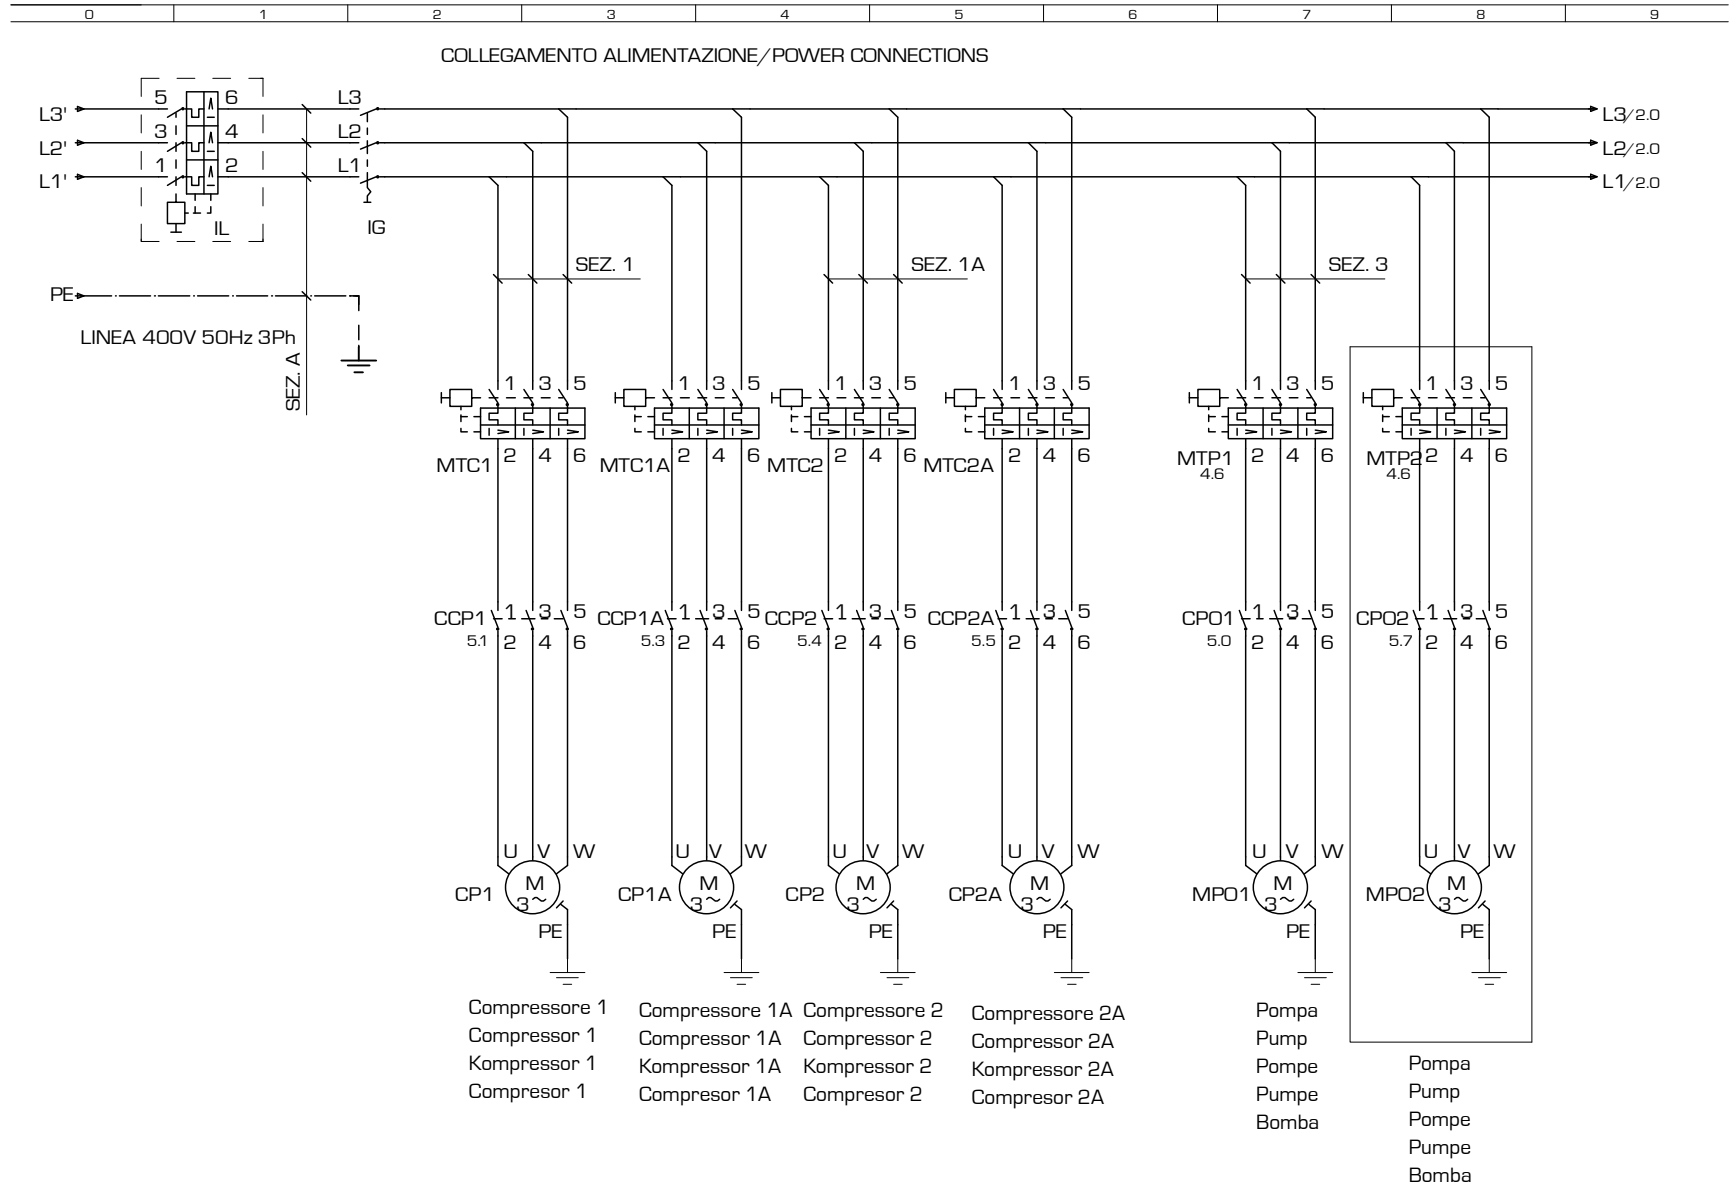 0 1 2 3 4 5 6 7 8 9
COLLEGAMENTO ALIMENTAZIONE/POWER CONNECTIONS
L3' 5 6 L3 L3/2.0
L2' 3 4 L2 L2/2.0
L1' 1 2 L1 L1/2.0
IL IG
SEZ. 1 SEZ. 1A SEZ. 3
PE
LINEA 400V 50Hz 3Ph
SEZ. A
1 3 5 1 3 5 1 3 5 1 3 5 1 3 5 1 3 5
MTC1 2 4 6 MTC1A 2 4 6 MTC2 2 4 6 MTC2A 2 4 6 MTP1 2 4 6 MTP2 2 4 6
4.6 4.6
CCP1 1 3 5 CCP1A 1 3 5 CCP2 1 3 5 CCP2A 1 3 5 CPO1 1 3 5 CPO2 1 3 5
5.1 2 4 6 5.3 2 4 6 5.4 2 4 6 5.5 2 4 6 5.0 2 4 6 5.7 2 4 6
U V W U V W U V W U V W U V W U V W
CP1 M CP1A M CP2 M CP2A M MPO1 M MPO2 M
3~ 3~ 3~ 3~ 3~ 3~
PE PE PE PE PE PE
Compressore 1
Compressor 1
Kompressor 1
Compresor 1
Compressore 1A
Compressor 1A
Kompressor 1A
Compresor 1A
Compressore 2
Compressor 2
Kompressor 2
Compresor 2
Compressore 2A
Compressor 2A
Kompressor 2A
Compresor 2A
Pompa
Pump
Pompe
Pumpe
Bomba
Pompa
Pump
Pompe
Pumpe
Bomba